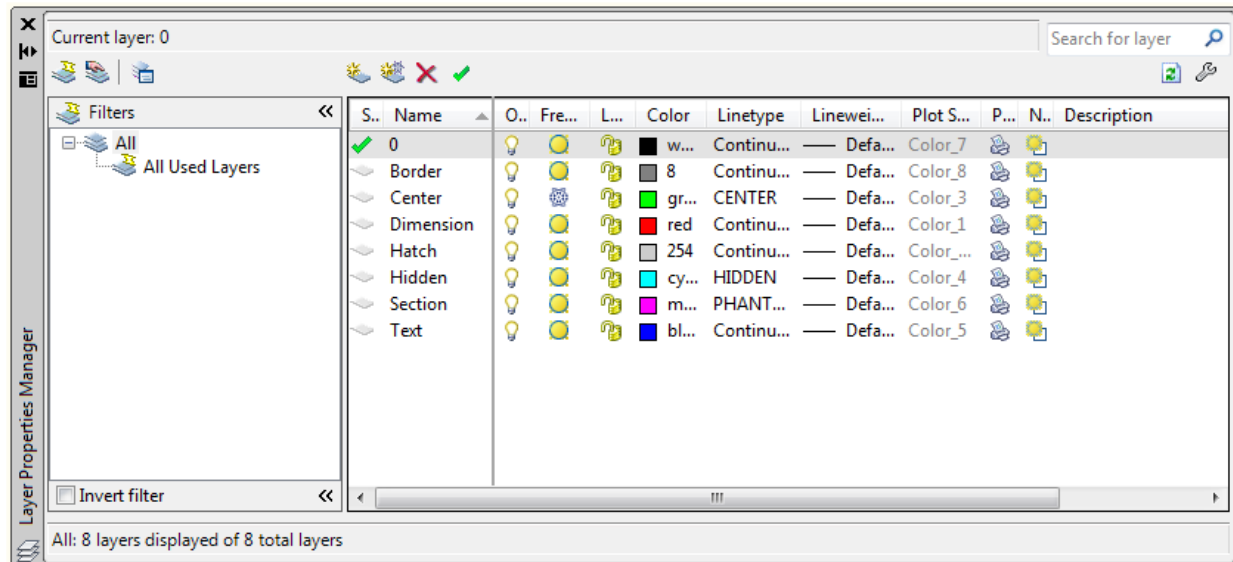 Current layer: 0
Search for layer
Filters
S.. Name O.. Fre... L... Color Linetype Linewei... Plot S... P... N.. Description
All
All Used Layers
0 w... Continu... Defa... Color_7
Border 8 Continu... Defa... Color_8
Center gr... CENTER Defa... Color_3
Dimension red Continu... Defa... Color_1
Hatch 254 Continu... Defa... Color_...
Hidden cy... HIDDEN Defa... Color_4
Section m... PHANT... Defa... Color_6
Text bl... Continu... Defa... Color_5
Invert filter
All: 8 layers displayed of 8 total layers
Layer Properties Manager